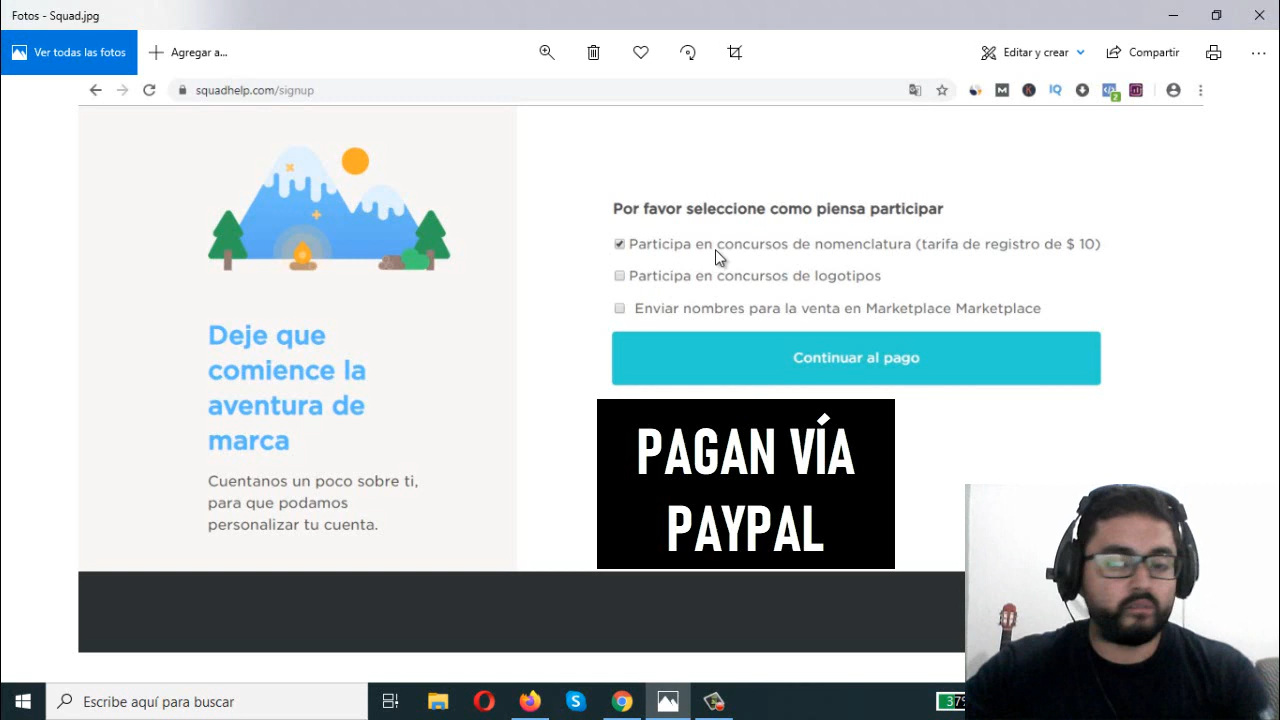 Fotos - Squad.jpg
Ver todas las fotos
Agregar a...
Editar y crear
Compartir
squadhelp.com/signup
M
IQ
2
Por favor seleccione como piensa participar
Participa en concursos de nomenclatura (tarifa de registro de $ 10)
Participa en concursos de logotipos
Enviar nombres para la venta en Marketplace Marketplace
Continuar al pago
Deje que
comience la
aventura de
marca
Cuentanos un poco sobre ti,
para que podamos
personalizar tu cuenta.
PAGAN VÍA
PAYPAL
Escribe aquí para buscar
37%